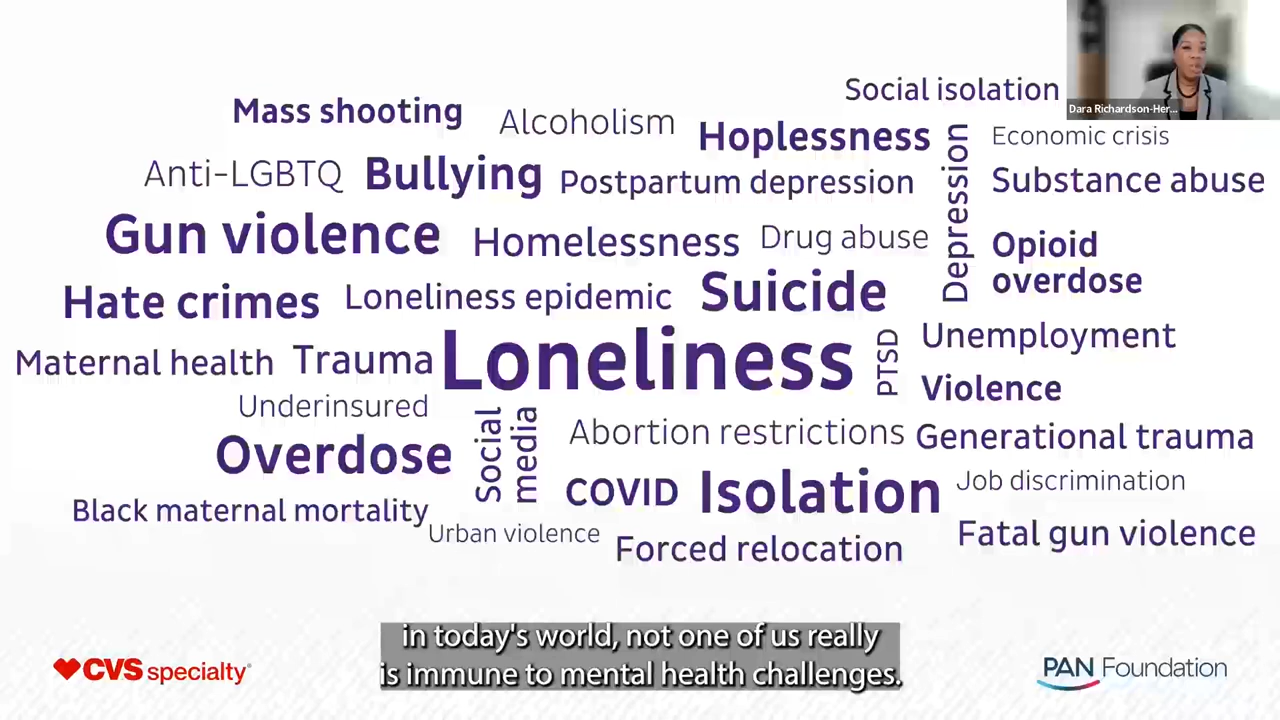 Social isolation
Dara Richardson-Her...
Mass shooting
Alcoholism
Hoplessness
Economic crisis
Anti-LGBTQ
Bullying
Postpartum depression
Depression
Substance abuse
Gun violence
Homelessness
Drug abuse
Opioid
overdose
Hate crimes
Loneliness epidemic
Suicide
Maternal health
Trauma
Loneliness
PTSD
Unemployment
Violence
Underinsured
Social
media
Abortion restrictions
Generational trauma
Overdose
COVID
Isolation
Job discrimination
Black maternal mortality
Urban violence
Forced relocation
Fatal gun violence
in today's world, not one of us really
is immune to mental health challenges.
CVS specialty®
PAN Foundation